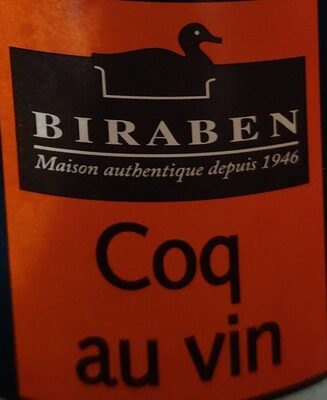 BIRABEN
Maison authentique depuis 1946
Coq
au vin